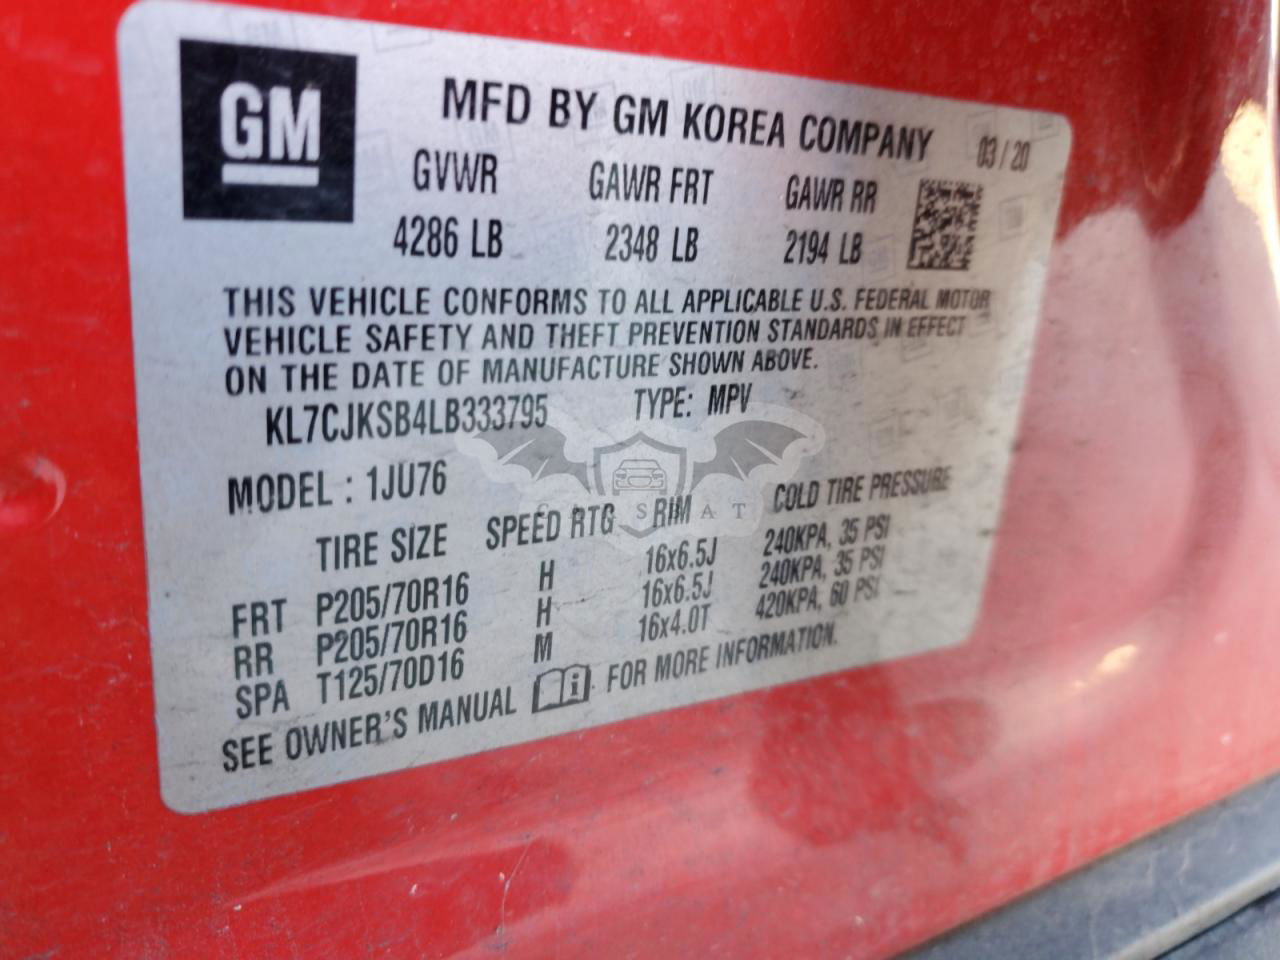 GM
MFD BY GM KOREA COMPANY 03/20
GVWR GAWR FRT GAWR RR
4286 LB 2348 LB 2194 LB
THIS VEHICLE CONFORMS TO ALL APPLICABLE U.S. FEDERAL MOTOR
VEHICLE SAFETY AND THEFT PREVENTION STANDARDS IN EFFECT
ON THE DATE OF MANUFACTURE SHOWN ABOVE.
KL7CJKSB4LB333795 TYPE: MPV
MODEL : 1JU76
TIRE SIZE SPEED RTG RIM COLD TIRE PRESSURE
FRT P205/70R16 H 16x6.5J 240KPA, 35 PSI
RR P205/70R16 H 16x6.5J 240KPA, 35 PSI
SPA T125/70D16 M 16x4.0T 420KPA, 60 PSI
SEE OWNER'S MANUAL i FOR MORE INFORMATION.